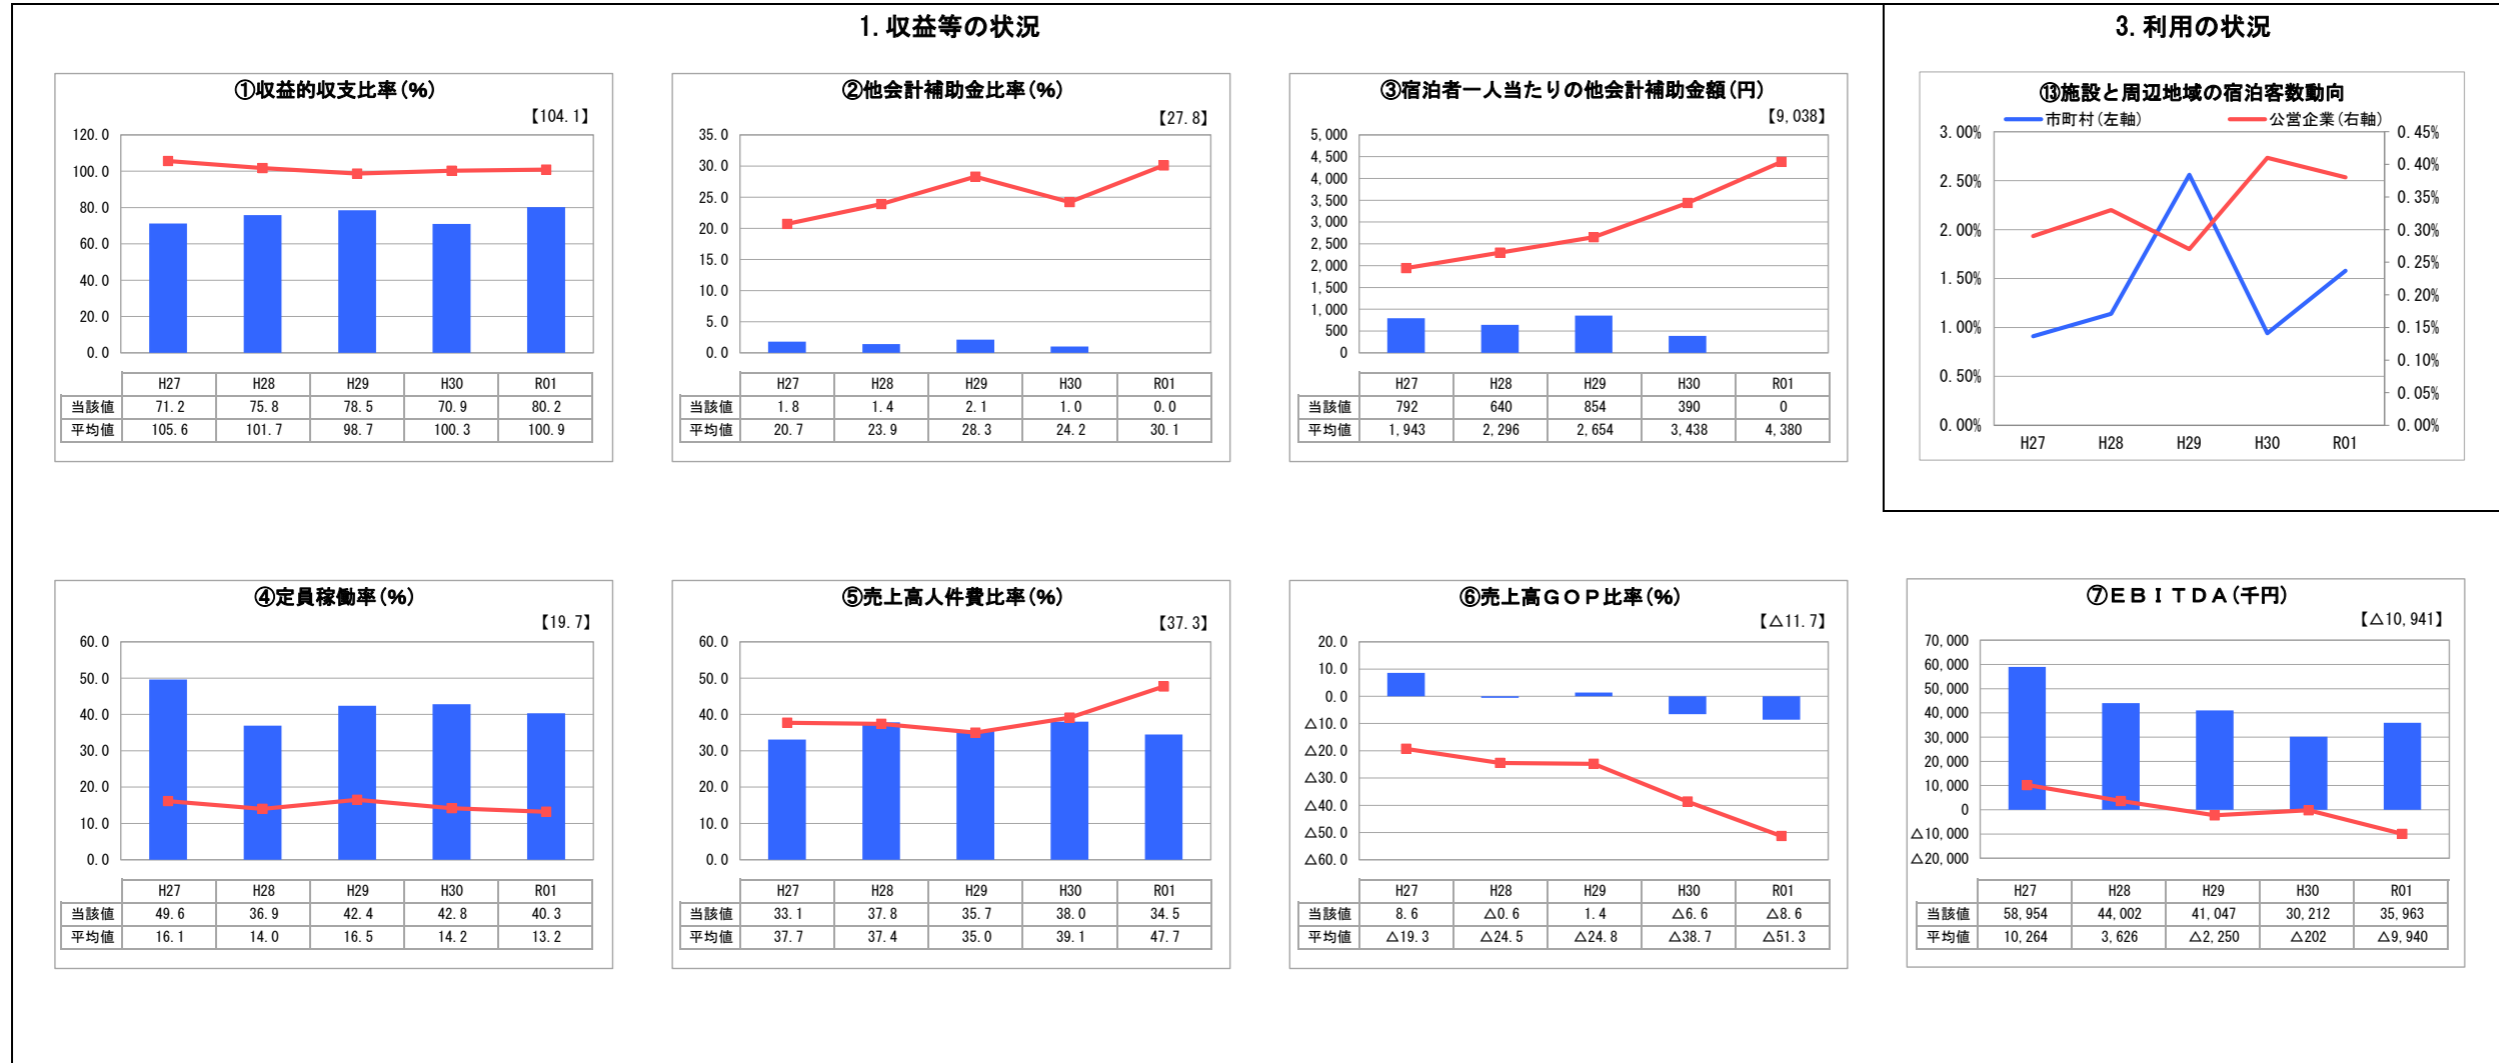 1.収益等の状況
3.利用の状況
①収益的収支比率(%)
【104.1】
120.0
100.0
80.0
60.0
40.0
20.0
0.0
H27 H28 H29 H30 R01
当該値 71.2 75.8 78.5 70.9 80.2
平均値 105.6 101.7 98.7 100.3 100.9
②他会計補助金比率(%)
【27.8】
35.0
30.0
25.0
20.0
15.0
10.0
5.0
0.0
H27 H28 H29 H30 R01
当該値 1.8 1.4 2.1 1.0 0.0
平均値 20.7 23.9 28.3 24.2 30.1
③宿泊者一人当たりの他会計補助金額(円)
【9,038】
5,000
4,500
4,000
3,500
3,000
2,500
2,000
1,500
1,000
500
0
H27 H28 H29 H30 R01
当該値 792 640 854 390 0
平均値 1,943 2,296 2,654 3,438 4,380
⑬施設と周辺地域の宿泊客数動向
市町村(左軸) 公営企業(右軸)
3.00%
2.50%
2.00%
1.50%
1.00%
0.50%
0.00%
0.45%
0.40%
0.35%
0.30%
0.25%
0.20%
0.15%
0.10%
0.05%
0.00%
H27 H28 H29 H30 R01
④定員稼働率(%)
【19.7】
60.0
50.0
40.0
30.0
20.0
10.0
0.0
H27 H28 H29 H30 R01
当該値 49.6 36.9 42.4 42.8 40.3
平均値 16.1 14.0 16.5 14.2 13.2
⑤売上高人件費比率(%)
【37.3】
60.0
50.0
40.0
30.0
20.0
10.0
0.0
H27 H28 H29 H30 R01
当該値 33.1 37.8 35.7 38.0 34.5
平均値 37.7 37.4 35.0 39.1 47.7
⑥売上高ＧＯＰ比率(%)
【△11.7】
20.0
10.0
0.0
△10.0
△20.0
△30.0
△40.0
△50.0
△60.0
H27 H28 H29 H30 R01
当該値 8.6 △0.6 1.4 △6.6 △8.6
平均値 △19.3 △24.5 △24.8 △38.7 △51.3
⑦ＥＢＩＴＤＡ(千円)
【△10,941】
70,000
60,000
50,000
40,000
30,000
20,000
10,000
0
△10,000
△20,000
H27 H28 H29 H30 R01
当該値 58,954 44,002 41,047 30,212 35,963
平均値 10,264 3,626 △2,250 △202 △9,940